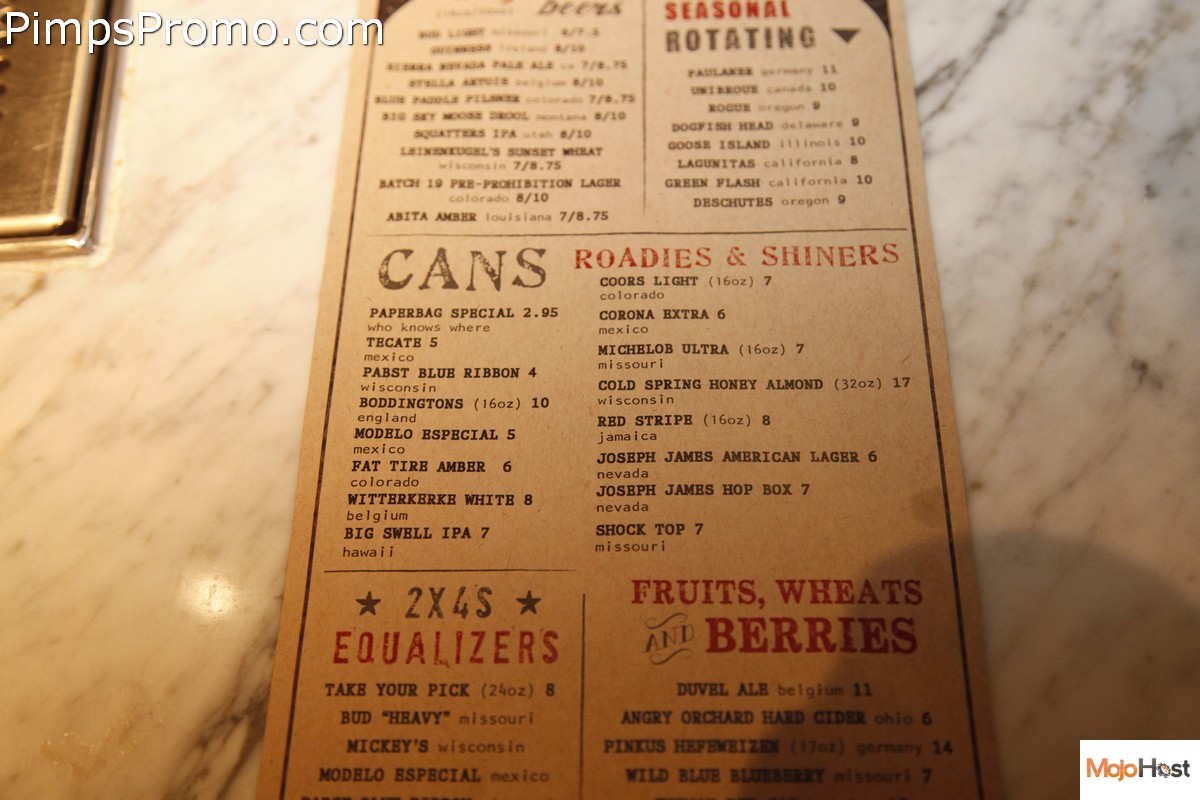 PimpsPromo.com
beers
BUD LIGHT missouri 6/7.5
GUINNESS ireland 8/10
SIERRA NEVADA PALE ALE ca 7/8.75
STELLA ARTOIS belgium 8/10
BLUE PADDLE PILSNER colorado 7/8.75
BIG SKY MOOSE DROOL montana 8/10
SQUATTERS IPA utah 8/10
LEINENKUGEL'S SUNSET WHEAT
wisconsin 7/8.75
BATCH 19 PRE-PROHIBITION LAGER
colorado 8/10
ABITA AMBER louisiana 7/8.75
SEASONAL
ROTATING
PAULANER germany 11
UNIBROUE canada 10
ROGUE oregon 9
DOGFISH HEAD delaware 9
GOOSE ISLAND illinois 10
LAGUNITAS california 8
GREEN FLASH california 10
DESCHUTES oregon 9
CANS
PAPERBAG SPECIAL 2.95
who knows where
TECATE 5
mexico
PABST BLUE RIBBON 4
wisconsin
BODDINGTONS (16oz) 10
england
MODELO ESPECIAL 5
mexico
FAT TIRE AMBER 6
colorado
WITTERKERKE WHITE 8
belgium
BIG SWELL IPA 7
hawaii
ROADIES & SHINERS
COORS LIGHT (16oz) 7
colorado
CORONA EXTRA 6
mexico
MICHELOB ULTRA (16oz) 7
missouri
COLD SPRING HONEY ALMOND (32oz) 17
wisconsin
RED STRIPE (16oz) 8
jamaica
JOSEPH JAMES AMERICAN LAGER 6
nevada
JOSEPH JAMES HOP BOX 7
nevada
SHOCK TOP 7
missouri
2X4S
EQUALIZERS
TAKE YOUR PICK (24oz) 8
BUD "HEAVY" missouri
MICKEY'S wisconsin
MODELO ESPECIAL mexico
FRUITS, WHEATS
AND BERRIES
DUVEL ALE belgium 11
ANGRY ORCHARD HARD CIDER ohio 6
PINKUS HEFEWEIZEN (17oz) germany 14
WILD BLUE BLUEBERRY missouri 7
MojoHost